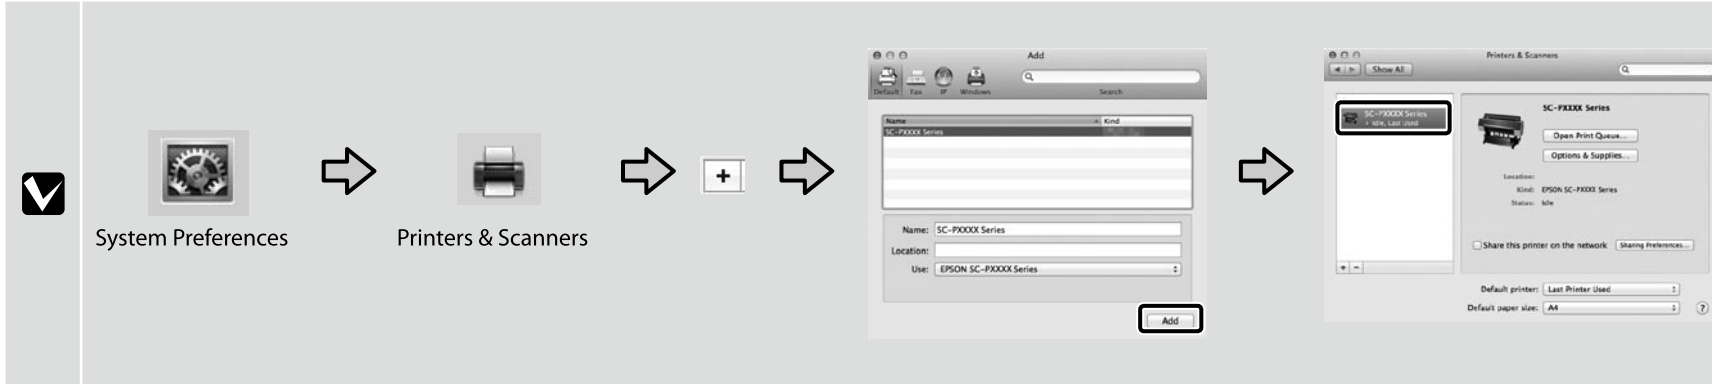 System Preferences
Printers & Scanners
+
Add
Default Fax IP Windows
Search
Name Kind
SC-PXXXX Series
Name: SC-PXXXX Series
Location:
Use: EPSON SC-PXXXX Series
Add
Printers & Scanners
Show All
SC-PXXXX Series
• Idle, Last Used
SC-PXXXX Series
Open Print Queue...
Options & Supplies...
Location:
Kind: EPSON SC-PXXXX Series
Status: Idle
Share this printer on the network Sharing Preferences...
+ −
Default printer: Last Printer Used
Default paper size: A4
?